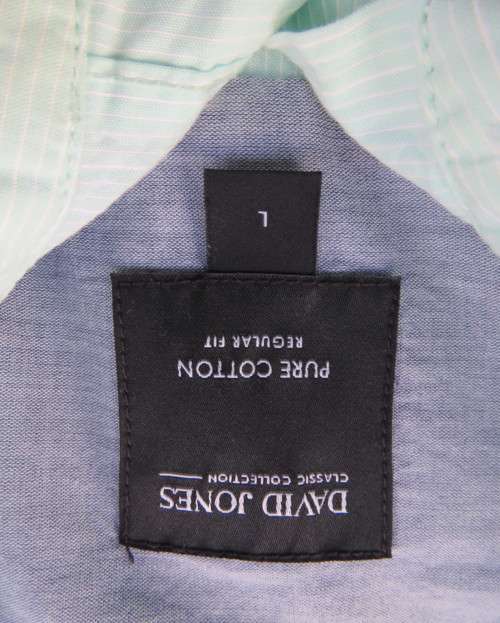 DAVID JONES
CLASSIC COLLECTION
PURE COTTON
REGULAR FIT
L